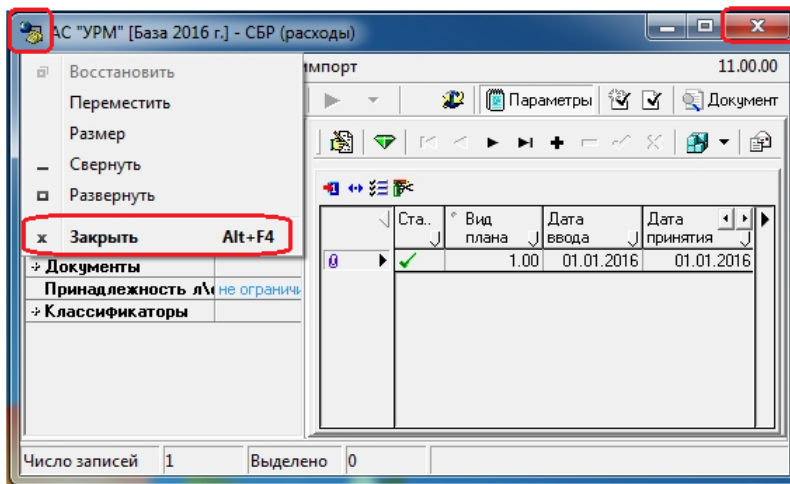 АС "УРМ" [База 2016 г.] - СБР (расходы)
Восстановить
импорт
11.00.00
Переместить
Параметры
Документ
Размер
Свернуть
Развернуть
Закрыть Alt+F4
Ста..
Вид плана
Дата ввода
Дата принятия
Документы
1.00 01.01.2016 01.01.2016
Принадлежность л\ не огранич
Классификаторы
Число записей 1 Выделено 0